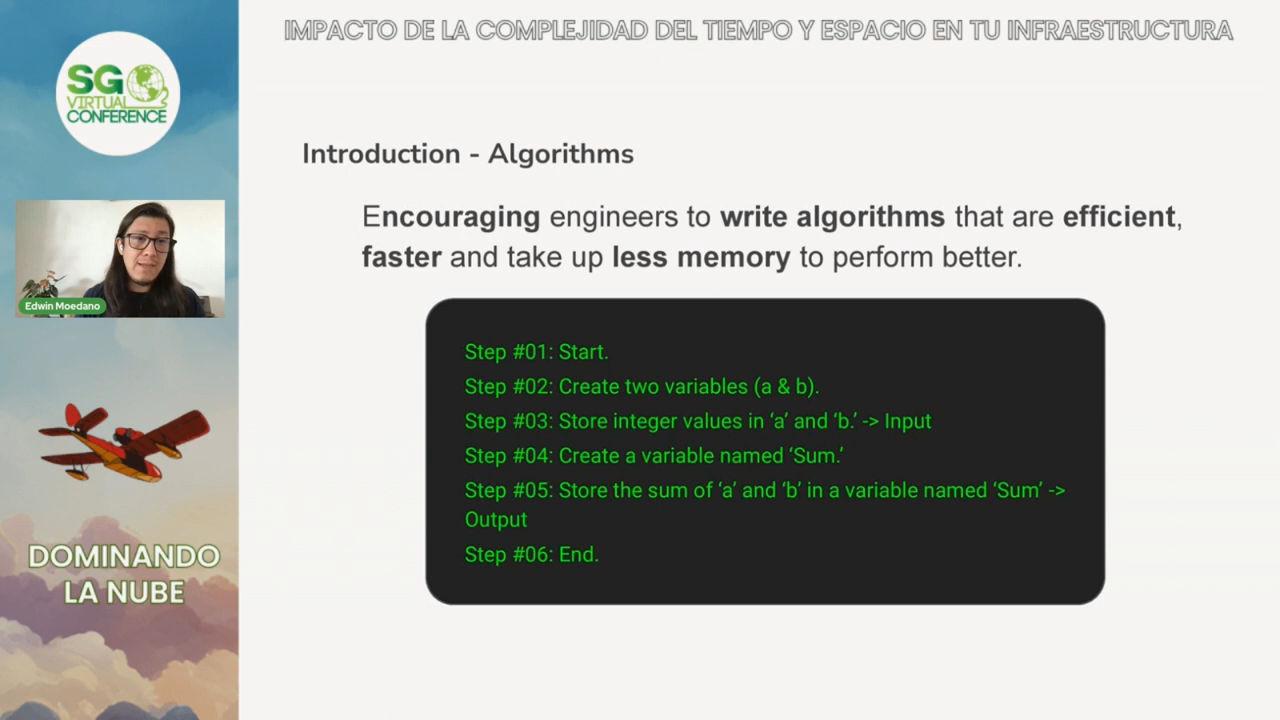 IMPACTO DE LA COMPLEJIDAD DEL TIEMPO Y ESPACIO EN TU INFRAESTRUCTURA
SG
VIRTUAL
CONFERENCE
Edwin Moedano
DOMINANDO
LA NUBE
Introduction - Algorithms
Encouraging engineers to write algorithms that are efficient,
faster and take up less memory to perform better.
Step #01: Start.
Step #02: Create two variables (a & b).
Step #03: Store integer values in ‘a’ and ‘b.’ -> Input
Step #04: Create a variable named ‘Sum.’
Step #05: Store the sum of ‘a’ and ‘b’ in a variable named ‘Sum’ ->
Output
Step #06: End.